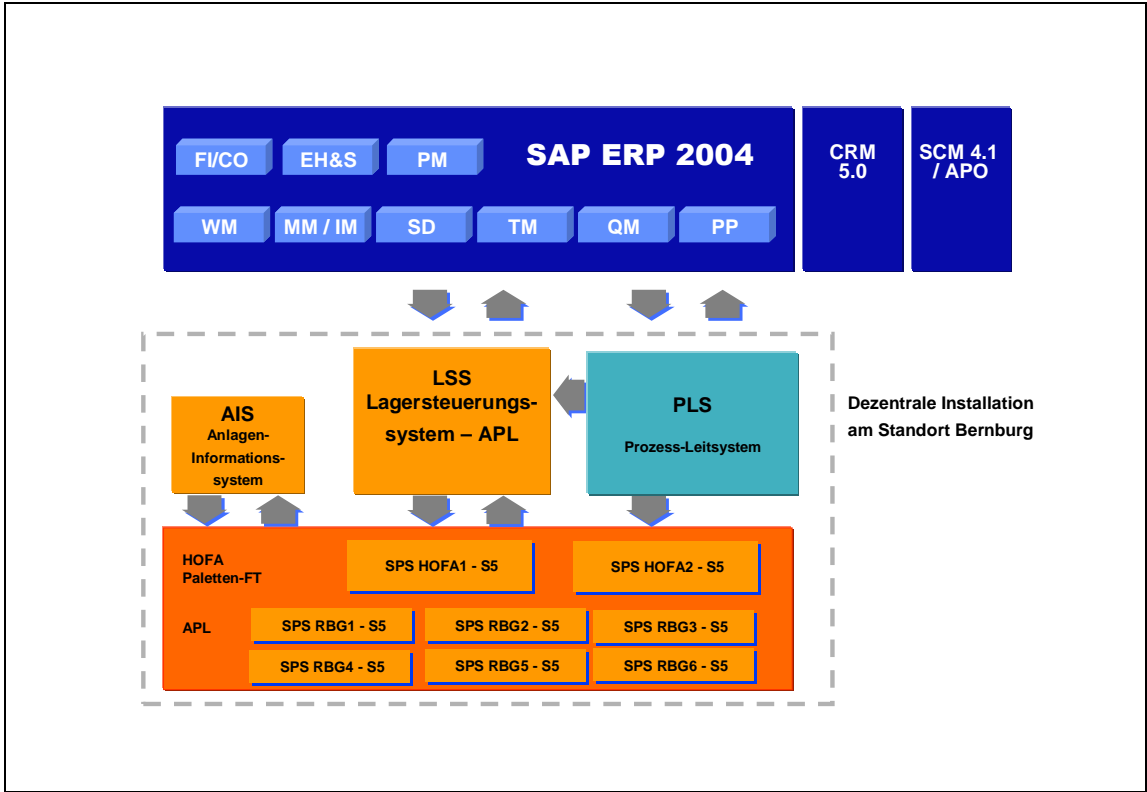 FI/CO
EH&S
PM
SAP ERP 2004
WM
MM / IM
SD
TM
QM
PP
CRM
5.0
SCM 4.1
/ APO
AIS
Anlagen-
Informations-
system
LSS
Lagersteuerungs-
system – APL
PLS
Prozess-Leitsystem
Dezentrale Installation
am Standort Bernburg
HOFA
Paletten-FT
SPS HOFA1 - S5
SPS HOFA2 - S5
APL
SPS RBG1 - S5
SPS RBG2 - S5
SPS RBG3 - S5
SPS RBG4 - S5
SPS RBG5 - S5
SPS RBG6 - S5